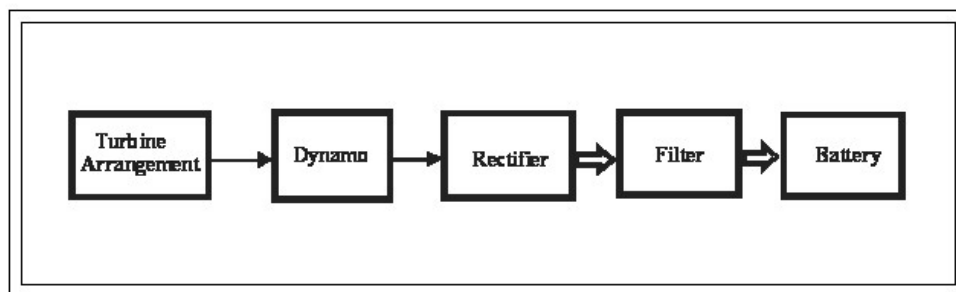 Turbine
Arrangement
Dynamo
Rectifier
Filter
Battery